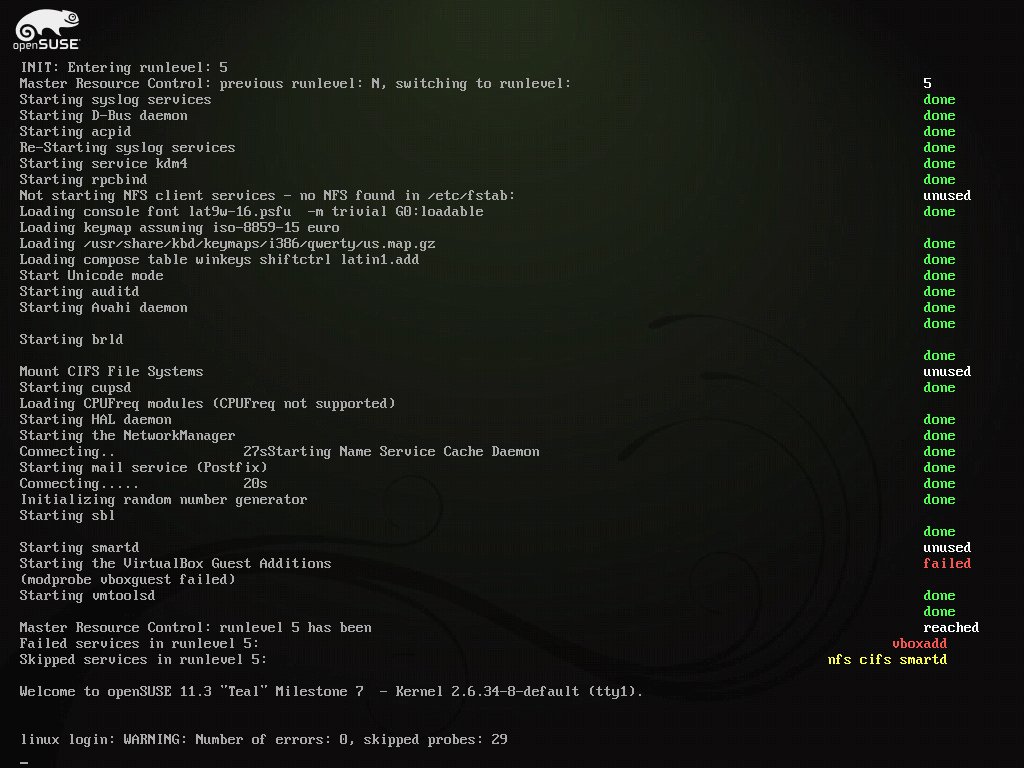 openSUSE
INIT: Entering runlevel: 5
Master Resource Control: previous runlevel: N, switching to runlevel: 5
Starting syslog services done
Starting D-Bus daemon done
Starting acpid done
Re-Starting syslog services done
Starting service kdm4 done
Starting rpcbind done
Not starting NFS client services - no NFS found in /etc/fstab: unused
Loading console font lat9w-16.psfu -m trivial G0:loadable done
Loading keymap assuming iso-8859-15 euro
Loading /usr/share/kbd/keymaps/i386/qwerty/us.map.gz done
Loading compose table winkeys shiftctrl latin1.add done
Start Unicode mode done
Starting auditd done
Starting Avahi daemon done
done
Starting brld
done
Mount CIFS File Systems unused
Starting cupsd done
Loading CPUFreq modules (CPUFreq not supported)
Starting HAL daemon done
Starting the NetworkManager done
Connecting.. 27sStarting Name Service Cache Daemon done
Starting mail service (Postfix) done
Connecting..... 20s done
Initializing random number generator done
Starting sbl
done
Starting smartd unused
Starting the VirtualBox Guest Additions failed
(modprobe vboxguest failed)
Starting vmtoolsd done
done
Master Resource Control: runlevel 5 has been reached
Failed services in runlevel 5: vboxadd
Skipped services in runlevel 5: nfs cifs smartd
Welcome to openSUSE 11.3 "Teal" Milestone 7 - Kernel 2.6.34-8-default (tty1).
linux login: WARNING: Number of errors: 0, skipped probes: 29
_